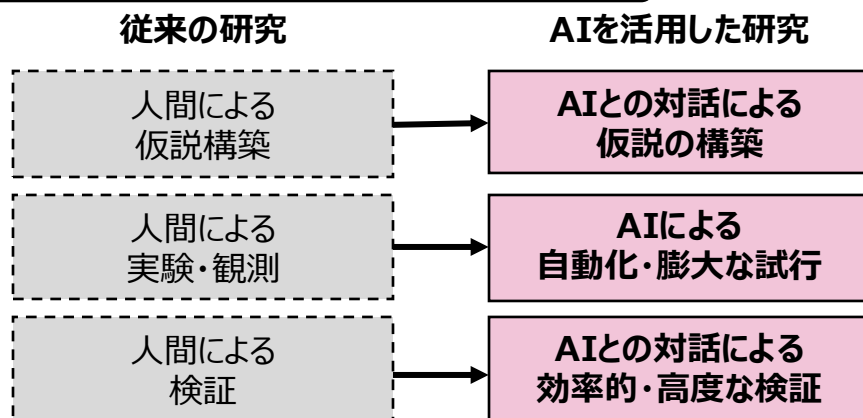 従来の研究
AIを活用した研究
人間による
仮説構築
AIとの対話による
仮説の構築
人間による
実験・観測
AIによる
自動化・膨大な試行
人間による
検証
AIとの対話による
効率的・高度な検証